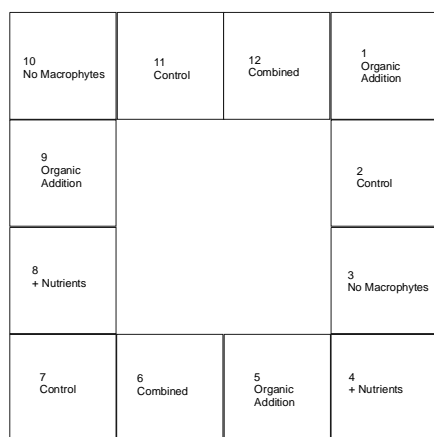 10
No Macrophytes
11
Control
12
Combined
1
Organic
Addition
9
Organic
Addition
2
Control
8
+ Nutrients
3
No Macrophytes
7
Control
6
Combined
5
Organic
Addition
4
+ Nutrients